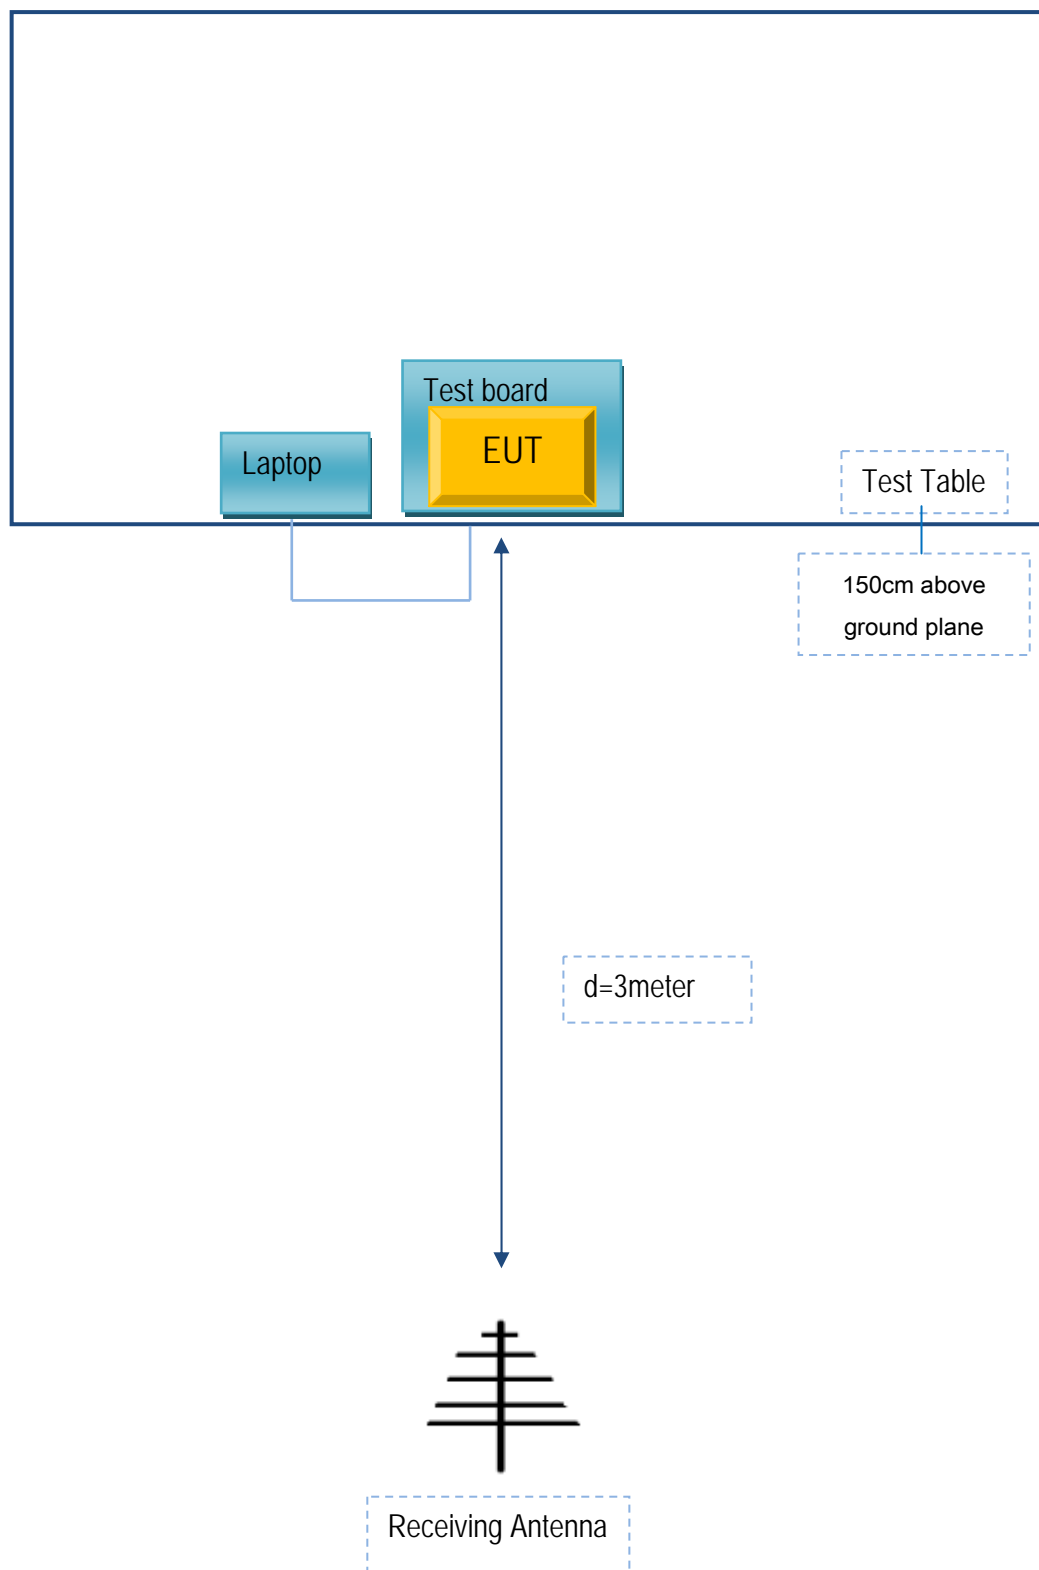 Test board
EUT
Laptop
Test Table
150cm above
ground plane
d=3meter
Receiving Antenna